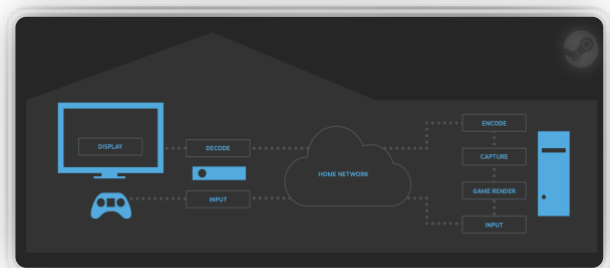 DISPLAY
DECODE
INPUT
HOME NETWORK
ENCODE
CAPTURE
GAME RENDER
INPUT